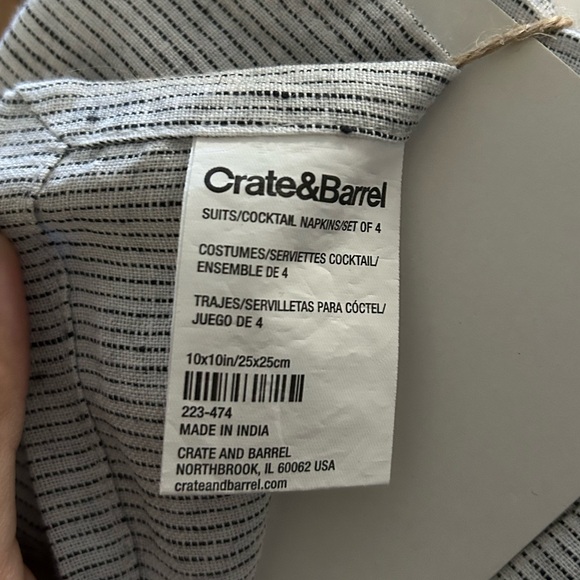 Crate&Barrel
SUITS/COCKTAIL NAPKINS/SET OF 4
COSTUMES/SERVIETTES COCKTAIL/
ENSEMBLE DE 4
TRAJES/SERVILLETAS PARA CÓCTEL/
JUEGO DE 4
10x10in/25x25cm
223-474
MADE IN INDIA
CRATE AND BARREL
NORTHBROOK, IL 60062 USA
crateandbarrel.com